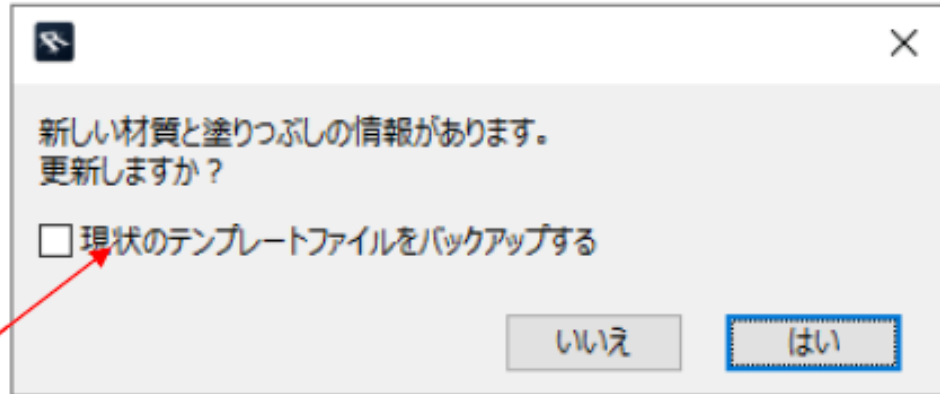 新しい材質と塗りつぶしの情報があります。
更新しますか？
現状のテンプレートファイルをバックアップする
いいえ
はい